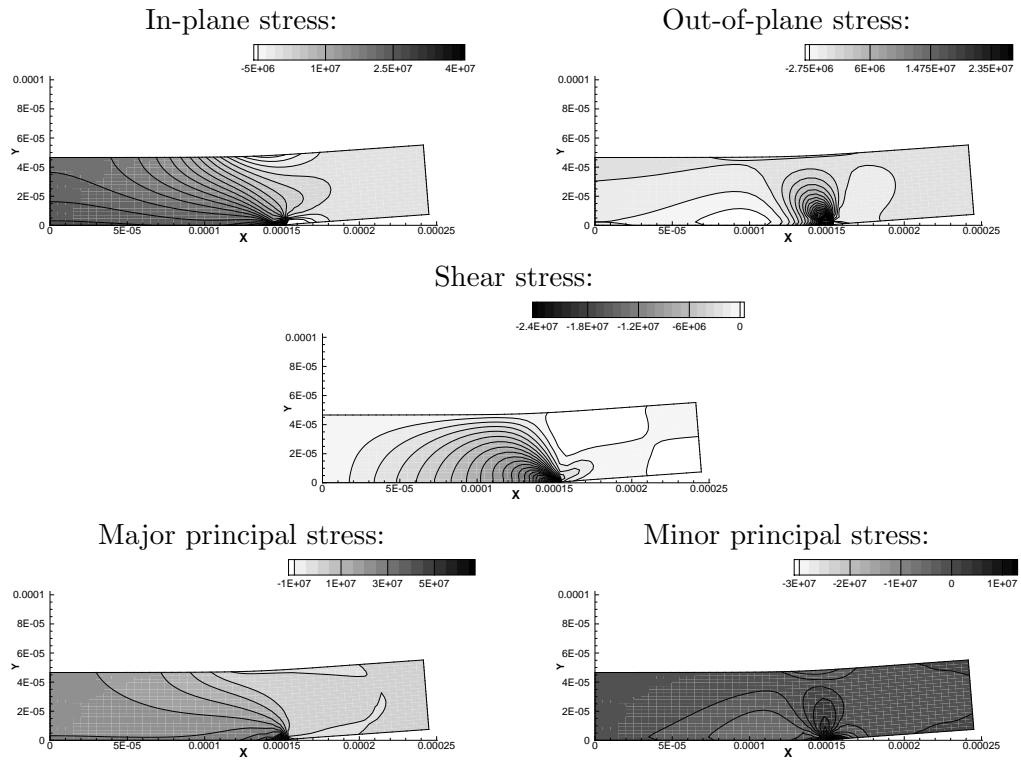 In-plane stress:
Out-of-plane stress:
-5E+06 1E+07 2.5E+07 4E+07
-2.75E+06 6E+06 1.475E+07 2.35E+07
0.0001
8E-05
6E-05
Y
4E-05
2E-05
0
0 5E-05 0.0001 0.00015 0.0002 0.00025
X
0.0001
8E-05
6E-05
Y
4E-05
2E-05
0
0 5E-05 0.0001 0.00015 0.0002 0.00025
X
Shear stress:
-2.4E+07 -1.8E+07 -1.2E+07 -6E+06 0
0.0001
8E-05
6E-05
Y
4E-05
2E-05
0
0 5E-05 0.0001 0.00015 0.0002 0.00025
X
Major principal stress:
Minor principal stress:
-1E+07 1E+07 3E+07 5E+07
-3E+07 -2E+07 -1E+07 0 1E+07
0.0001
8E-05
6E-05
Y
4E-05
2E-05
0
0 5E-05 0.0001 0.00015 0.0002 0.00025
X
0.0001
8E-05
6E-05
Y
4E-05
2E-05
0
0 5E-05 0.0001 0.00015 0.0002 0.00025
X